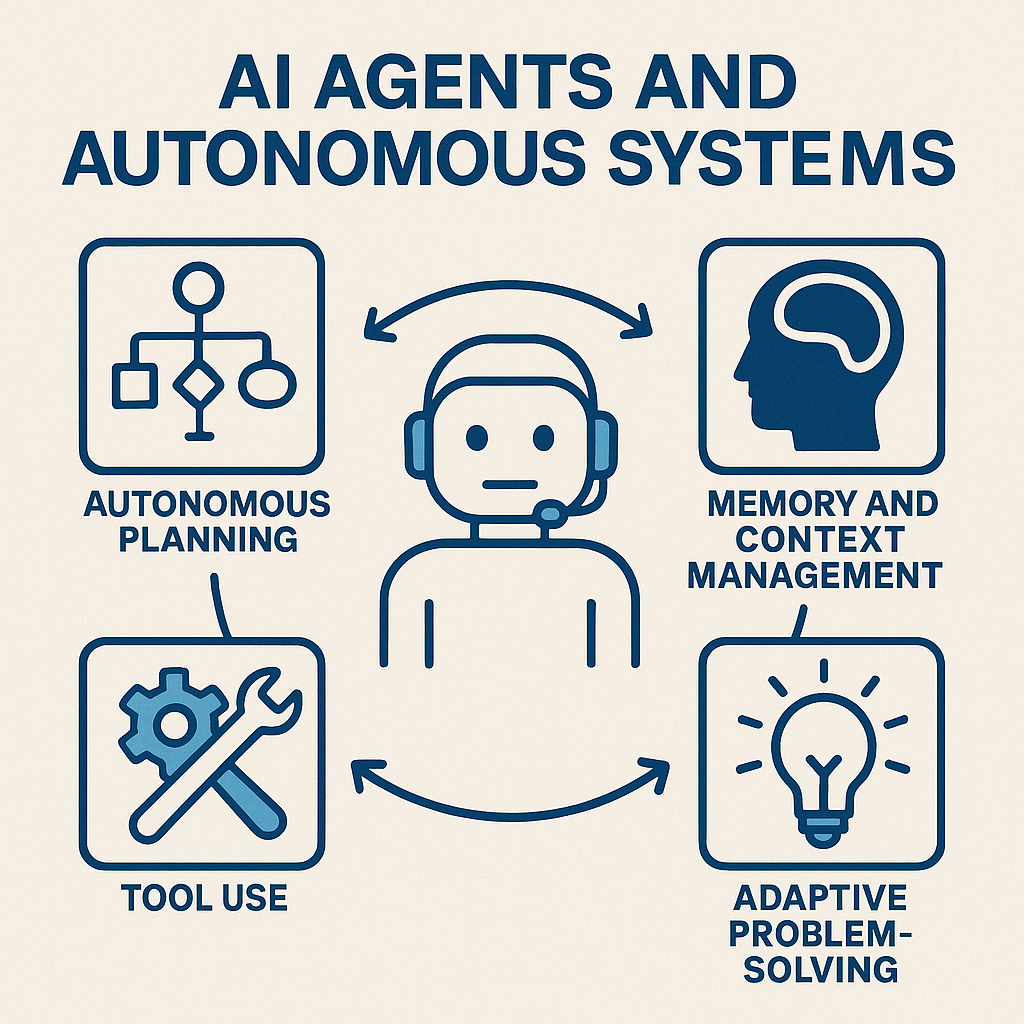 AI AGENTS AND
AUTONOMOUS SYSTEMS
AUTONOMOUS
PLANNING
MEMORY AND
CONTEXT
MANAGEMENT
TOOL USE
ADAPTIVE
PROBLEM-
SOLVING